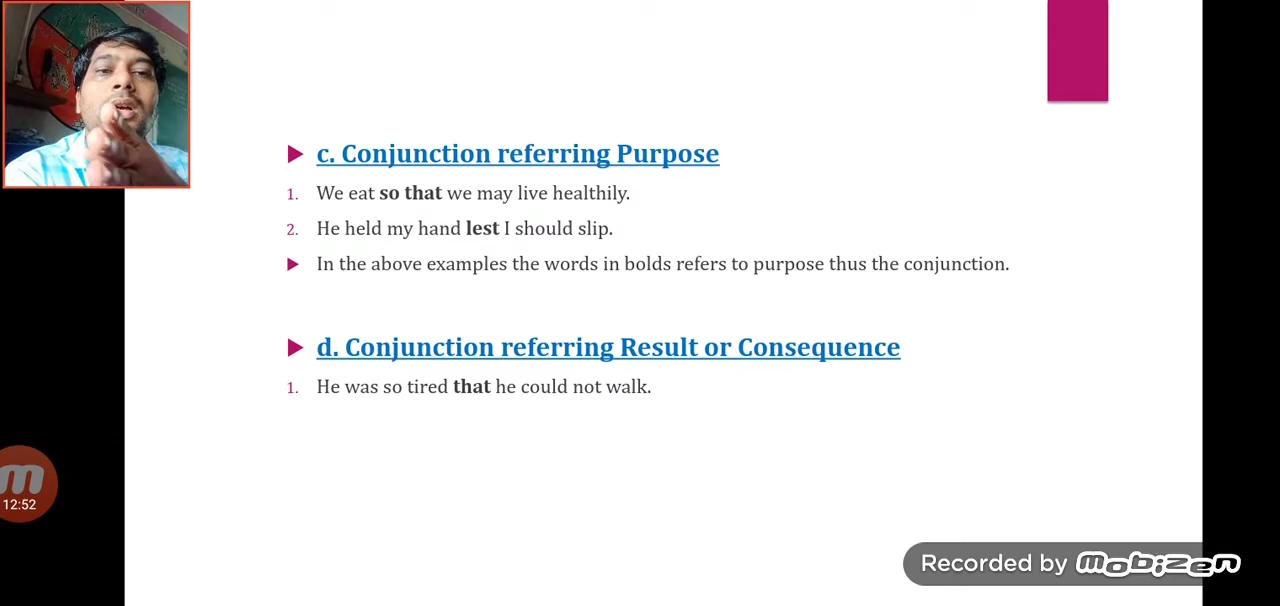 c. Conjunction referring Purpose
1. We eat so that we may live healthily.
2. He held my hand lest I should slip.
In the above examples the words in bolds refers to purpose thus the conjunction.
d. Conjunction referring Result or Consequence
1. He was so tired that he could not walk.
m
12:52
Recorded by mobizen